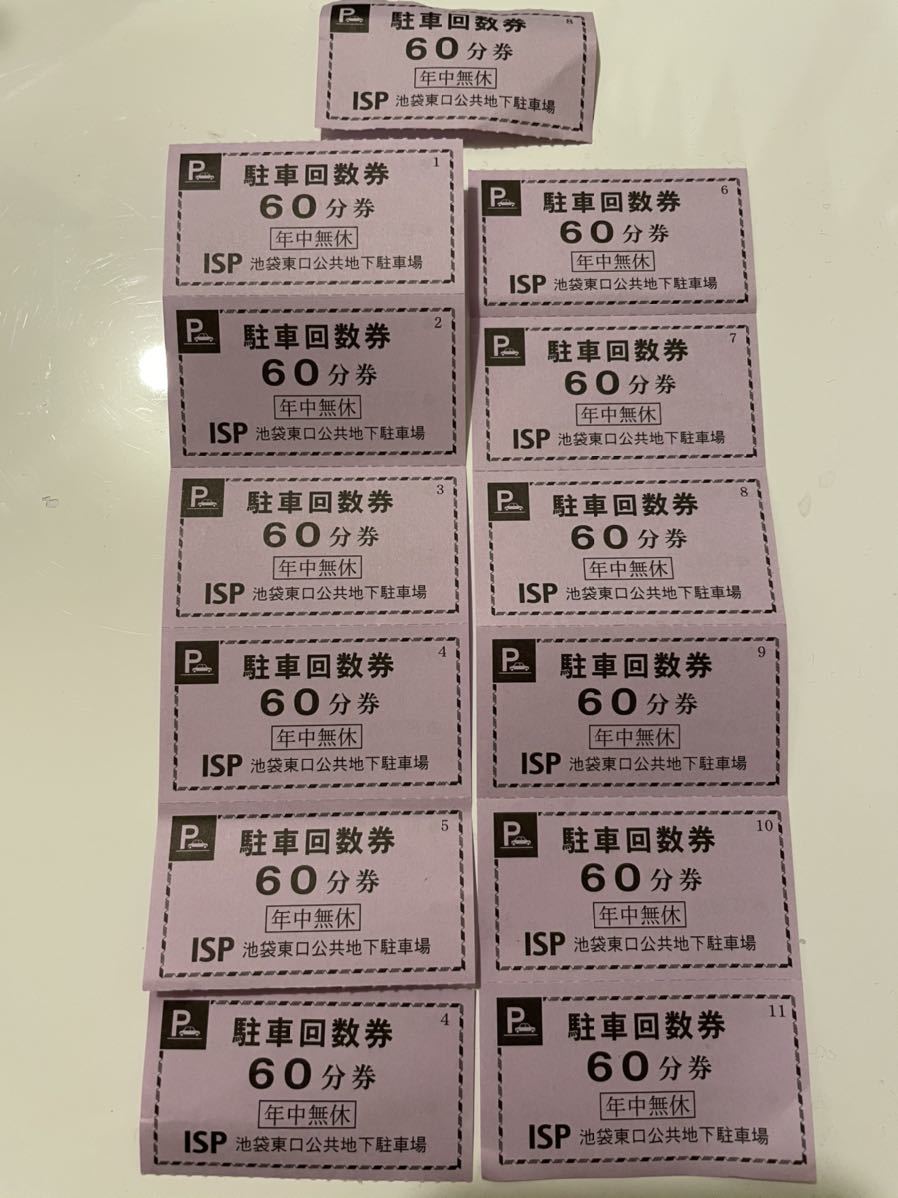 P
駐車回数券
8
60分券
年中無休
ISP 池袋東口公共地下駐車場
P
駐車回数券
1
60分券
年中無休
ISP 池袋東口公共地下駐車場
P
駐車回数券
2
60分券
年中無休
ISP 池袋東口公共地下駐車場
P
駐車回数券
3
60分券
年中無休
ISP 池袋東口公共地下駐車場
P
駐車回数券
4
60分券
年中無休
ISP 池袋東口公共地下駐車場
P
駐車回数券
5
60分券
年中無休
ISP 池袋東口公共地下駐車場
P
駐車回数券
4
60分券
年中無休
ISP 池袋東口公共地下駐車場
P
駐車回数券
6
60分券
年中無休
ISP 池袋東口公共地下駐車場
P
駐車回数券
7
60分券
年中無休
ISP 池袋東口公共地下駐車場
P
駐車回数券
8
60分券
年中無休
ISP 池袋東口公共地下駐車場
P
駐車回数券
9
60分券
年中無休
ISP 池袋東口公共地下駐車場
P
駐車回数券
10
60分券
年中無休
ISP 池袋東口公共地下駐車場
P
駐車回数券
11
60分券
年中無休
ISP 池袋東口公共地下駐車場